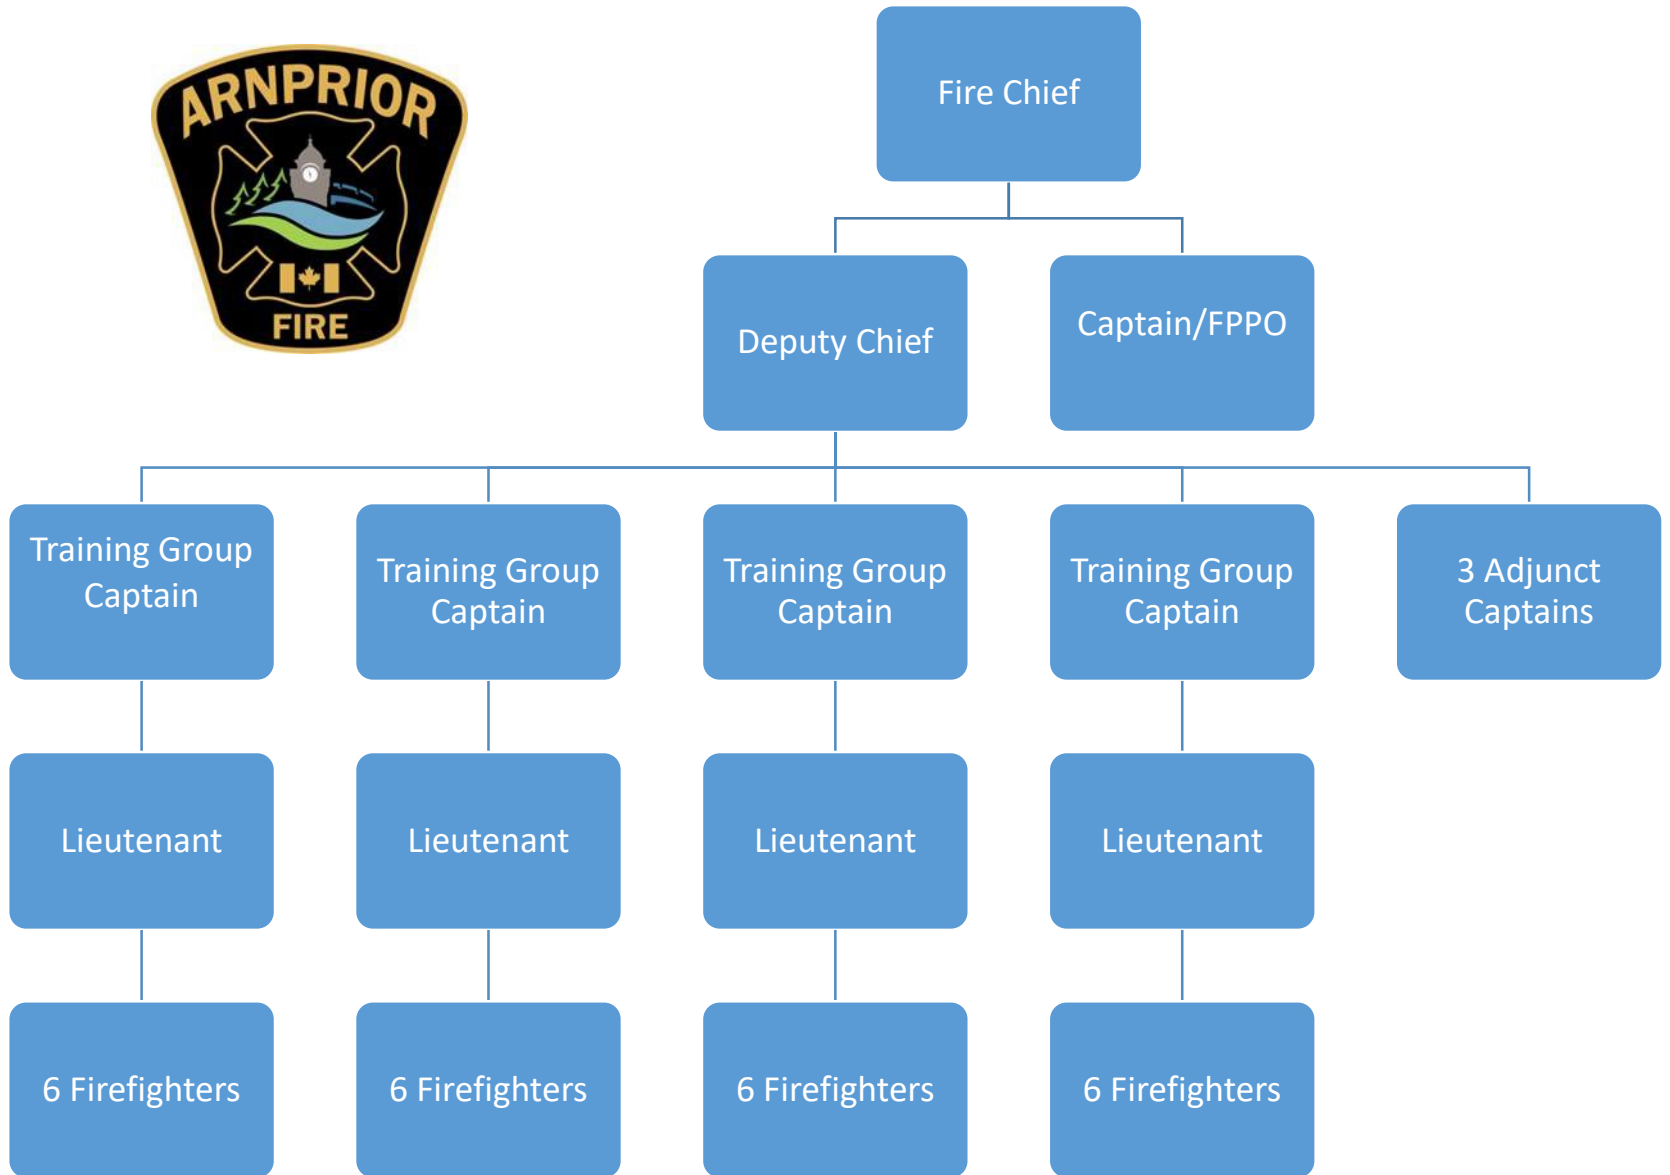 ARNPRIOR
FIRE
Fire Chief
Deputy Chief
Captain/FPPO
Training Group
Captain
Training Group
Captain
Training Group
Captain
Training Group
Captain
3 Adjunct
Captains
Lieutenant
Lieutenant
Lieutenant
Lieutenant
6 Firefighters
6 Firefighters
6 Firefighters
6 Firefighters